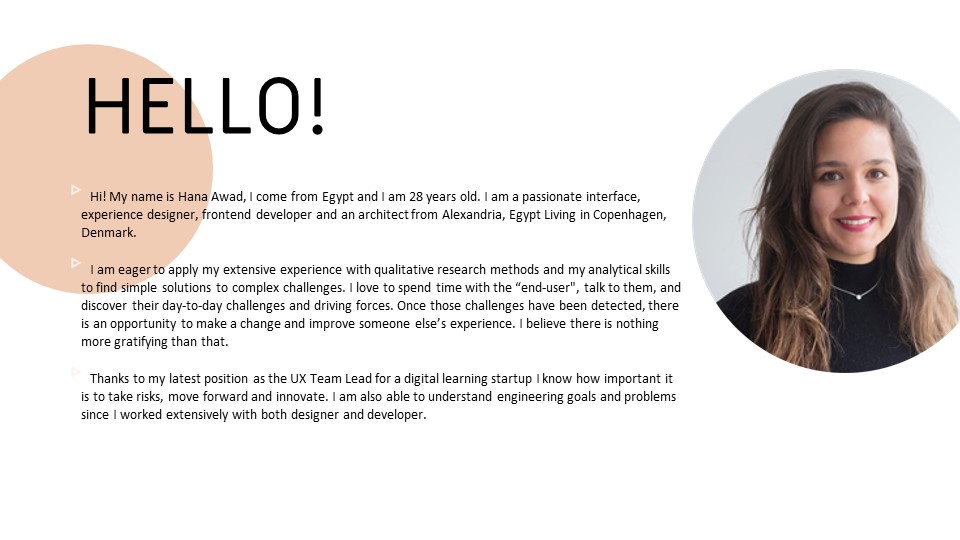 HELLO!
Hi! My name is Hana Awad, I come from Egypt and I am 28 years old. I am a passionate interface,
experience designer, frontend developer and an architect from Alexandria, Egypt Living in Copenhagen,
Denmark.
I am eager to apply my extensive experience with qualitative research methods and my analytical skills
to find simple solutions to complex challenges. I love to spend time with the “end-user", talk to them, and
discover their day-to-day challenges and driving forces. Once those challenges have been detected, there
is an opportunity to make a change and improve someone else’s experience. I believe there is nothing
more gratifying than that.
Thanks to my latest position as the UX Team Lead for a digital learning startup I know how important it
is to take risks, move forward and innovate. I am also able to understand engineering goals and problems
since I worked extensively with both designer and developer.